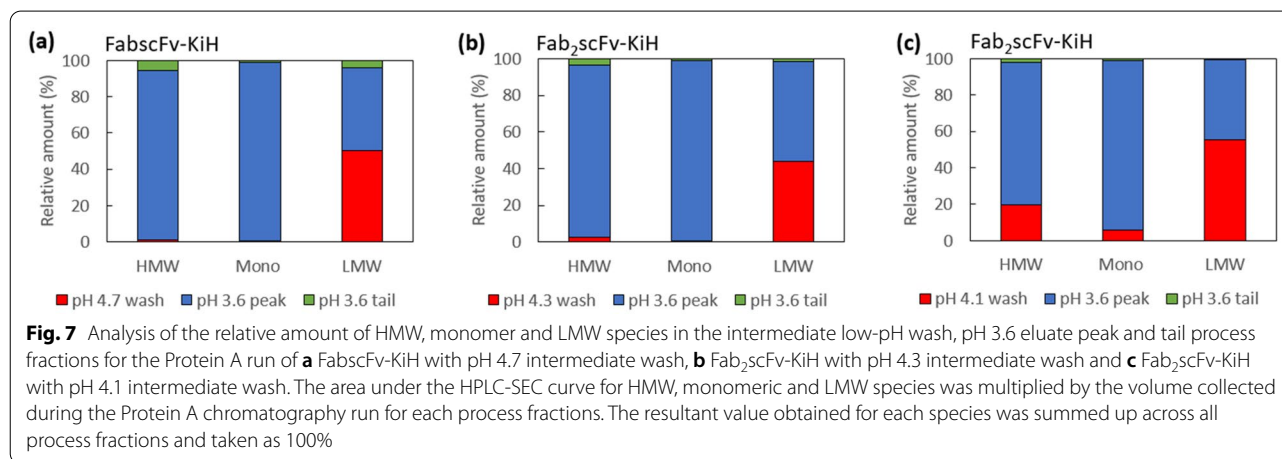 (a) FabscFv-KiH
Relative amount (%)
100
80
60
40
20
0
HMW Mono LMW
pH 4.7 wash pH 3.6 peak pH 3.6 tail
(b) Fab₂scFv-KiH
Relative amount (%)
100
80
60
40
20
0
HMW Mono LMW
pH 4.3 wash pH 3.6 peak pH 3.6 tail
(c) Fab₂scFv-KiH
Relative amount (%)
100
80
60
40
20
0
HMW Mono LMW
pH 4.1 wash pH 3.6 peak pH 3.6 tail
Fig. 7 Analysis of the relative amount of HMW, monomer and LMW species in the intermediate low-pH wash, pH 3.6 eluate peak and tail process
fractions for the Protein A run of a FabscFv-KiH with pH 4.7 intermediate wash, b Fab₂scFv-KiH with pH 4.3 intermediate wash and c Fab₂scFv-KiH
with pH 4.1 intermediate wash. The area under the HPLC-SEC curve for HMW, monomeric and LMW species was multiplied by the volume collected
during the Protein A chromatography run for each process fractions. The resultant value obtained for each species was summed up across all
process fractions and taken as 100%